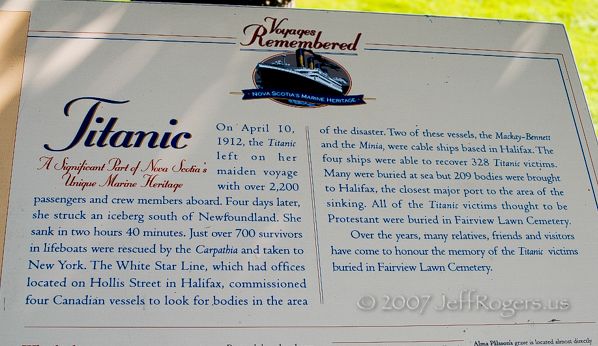 Voyages
Remembered
NOVA SCOTIA'S MARINE HERITAGE
Titanic
A Significant Part of Nova Scotia's
Unique Marine Heritage
On April 10,
1912, the Titanic
left on her
maiden voyage
with over 2,200
passengers and crew members aboard. Four days later,
she struck an iceberg south of Newfoundland. She
sank in two hours 40 minutes. Just over 700 survivors
in lifeboats were rescued by the Carpathia and taken to
New York. The White Star Line, which had offices
located on Hollis Street in Halifax, commissioned
four Canadian vessels to look for bodies in the area
of the disaster. Two of these vessels, the Mackay-Bennett
and the Minia, were cable ships based in Halifax. The
four ships were able to recover 328 Titanic victims.
Many were buried at sea but 209 bodies were brought
to Halifax, the closest major port to the area of the
sinking. All of the Titanic victims thought to be
Protestant were buried in Fairview Lawn Cemetery.
Over the years, many relatives, friends and visitors
have come to honour the memory of the Titanic victims
buried in Fairview Lawn Cemetery.
© 2007 JeffRogers.us
Alma Pålsson's grave is located almost directly